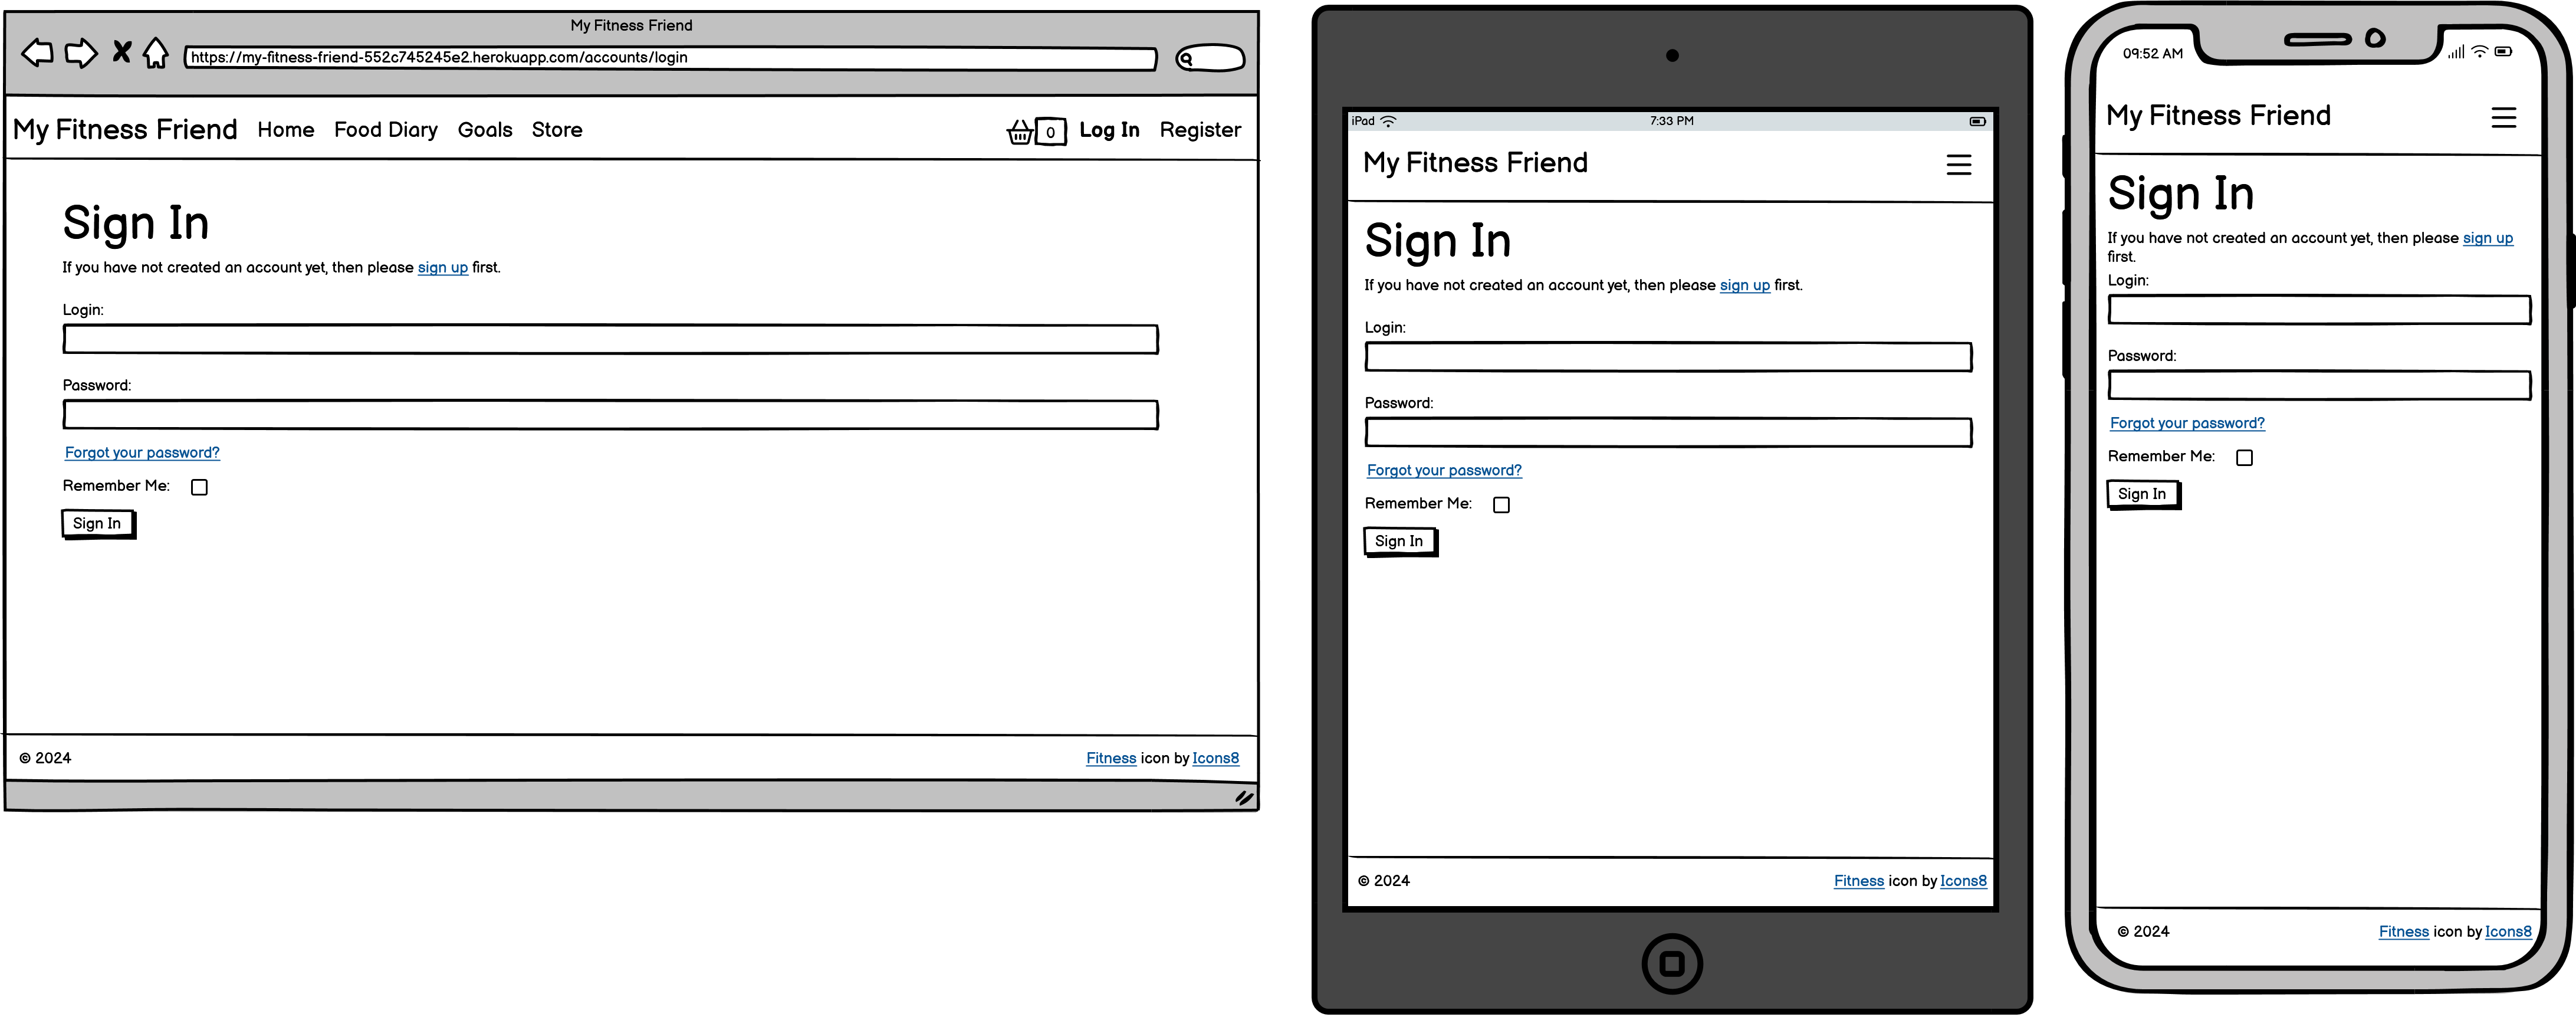 My Fitness Friend
https://my-fitness-friend-552c745245e2.herokuapp.com/accounts/login
My Fitness Friend Home Food Diary Goals Store 0 Log In Register
Sign In
If you have not created an account yet, then please sign up first.
Login:
Password:
Forgot your password?
Remember Me:
Sign In
© 2024 Fitness icon by Icons8
iPad 7:33 PM
My Fitness Friend
Sign In
If you have not created an account yet, then please sign up first.
Login:
Password:
Forgot your password?
Remember Me:
Sign In
© 2024 Fitness icon by Icons8
09:52 AM
My Fitness Friend
Sign In
If you have not created an account yet, then please sign up
first.
Login:
Password:
Forgot your password?
Remember Me:
Sign In
© 2024 Fitness icon by Icons8